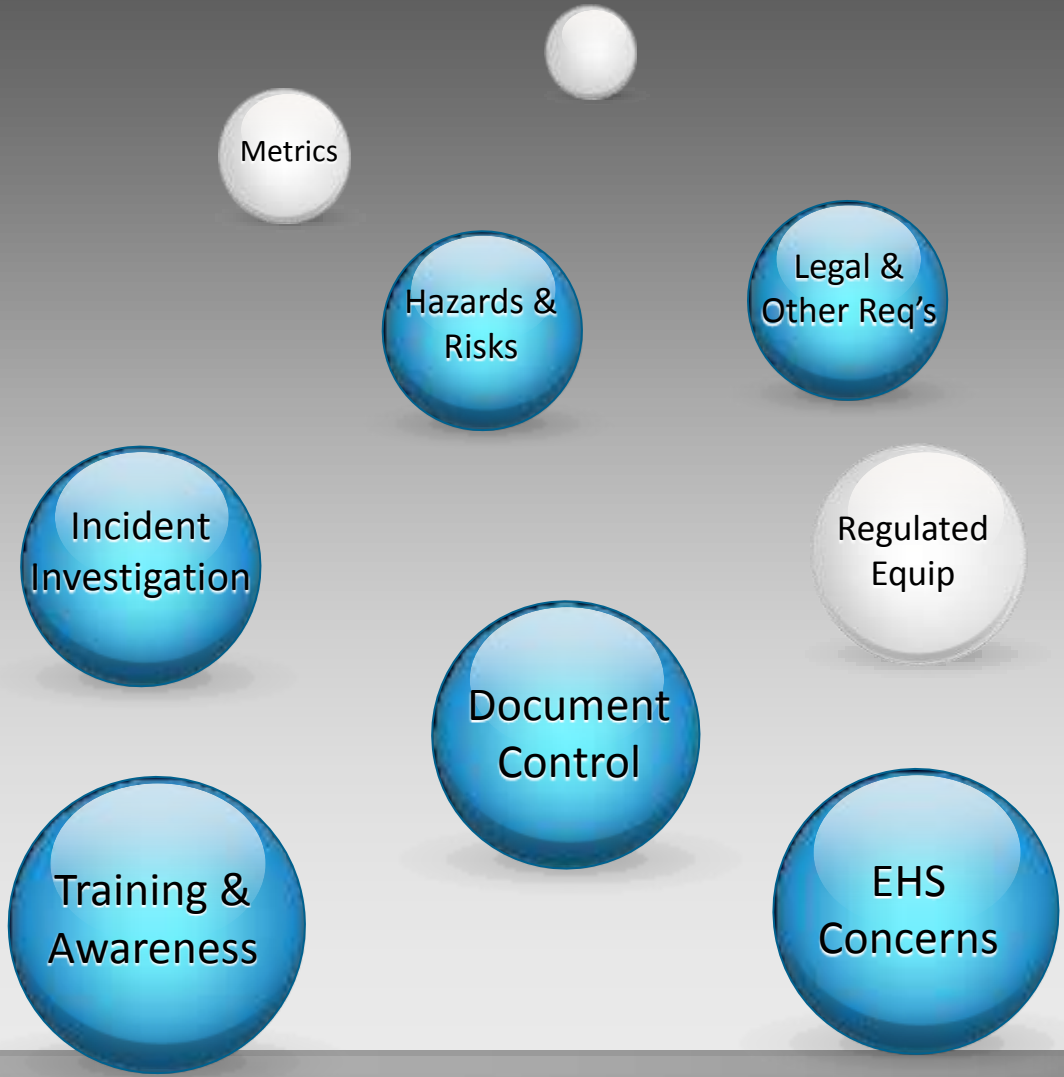 Metrics
Legal &
Other Req’s
Hazards &
Risks
Incident
Investigation
Regulated
Equip
Document
Control
Training &
Awareness
EHS
Concerns